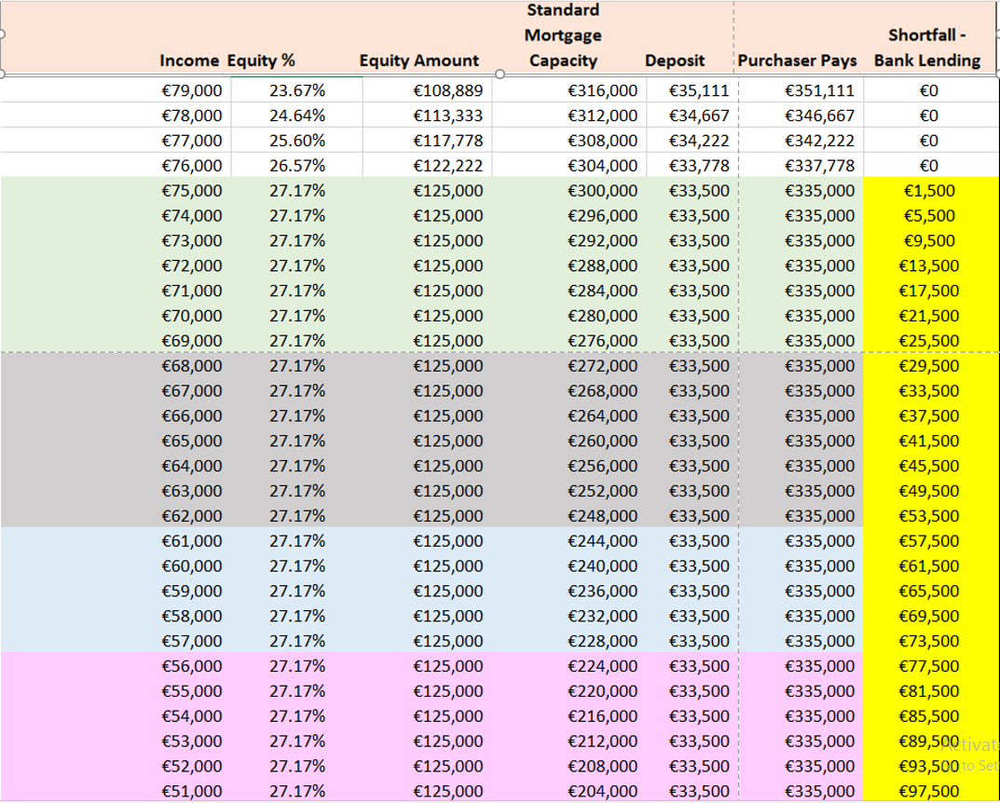 Standard
Mortgage Shortfall -
Income Equity % Equity Amount Capacity Deposit Purchaser Pays Bank Lending
€79,000 23.67% €108,889 €316,000 €35,111 €351,111 €0
€78,000 24.64% €113,333 €312,000 €34,667 €346,667 €0
€77,000 25.60% €117,778 €308,000 €34,222 €342,222 €0
€76,000 26.57% €122,222 €304,000 €33,778 €337,778 €0
€75,000 27.17% €125,000 €300,000 €33,500 €335,000 €1,500
€74,000 27.17% €125,000 €296,000 €33,500 €335,000 €5,500
€73,000 27.17% €125,000 €292,000 €33,500 €335,000 €9,500
€72,000 27.17% €125,000 €288,000 €33,500 €335,000 €13,500
€71,000 27.17% €125,000 €284,000 €33,500 €335,000 €17,500
€70,000 27.17% €125,000 €280,000 €33,500 €335,000 €21,500
€69,000 27.17% €125,000 €276,000 €33,500 €335,000 €25,500
€68,000 27.17% €125,000 €272,000 €33,500 €335,000 €29,500
€67,000 27.17% €125,000 €268,000 €33,500 €335,000 €33,500
€66,000 27.17% €125,000 €264,000 €33,500 €335,000 €37,500
€65,000 27.17% €125,000 €260,000 €33,500 €335,000 €41,500
€64,000 27.17% €125,000 €256,000 €33,500 €335,000 €45,500
€63,000 27.17% €125,000 €252,000 €33,500 €335,000 €49,500
€62,000 27.17% €125,000 €248,000 €33,500 €335,000 €53,500
€61,000 27.17% €125,000 €244,000 €33,500 €335,000 €57,500
€60,000 27.17% €125,000 €240,000 €33,500 €335,000 €61,500
€59,000 27.17% €125,000 €236,000 €33,500 €335,000 €65,500
€58,000 27.17% €125,000 €232,000 €33,500 €335,000 €69,500
€57,000 27.17% €125,000 €228,000 €33,500 €335,000 €73,500
€56,000 27.17% €125,000 €224,000 €33,500 €335,000 €77,500
€55,000 27.17% €125,000 €220,000 €33,500 €335,000 €81,500
€54,000 27.17% €125,000 €216,000 €33,500 €335,000 €85,500
€53,000 27.17% €125,000 €212,000 €33,500 €335,000 €89,500
Activat
€52,000 27.17% €125,000 €208,000 €33,500 €335,000 €93,500
to Set
€51,000 27.17% €125,000 €204,000 €33,500 €335,000 €97,500